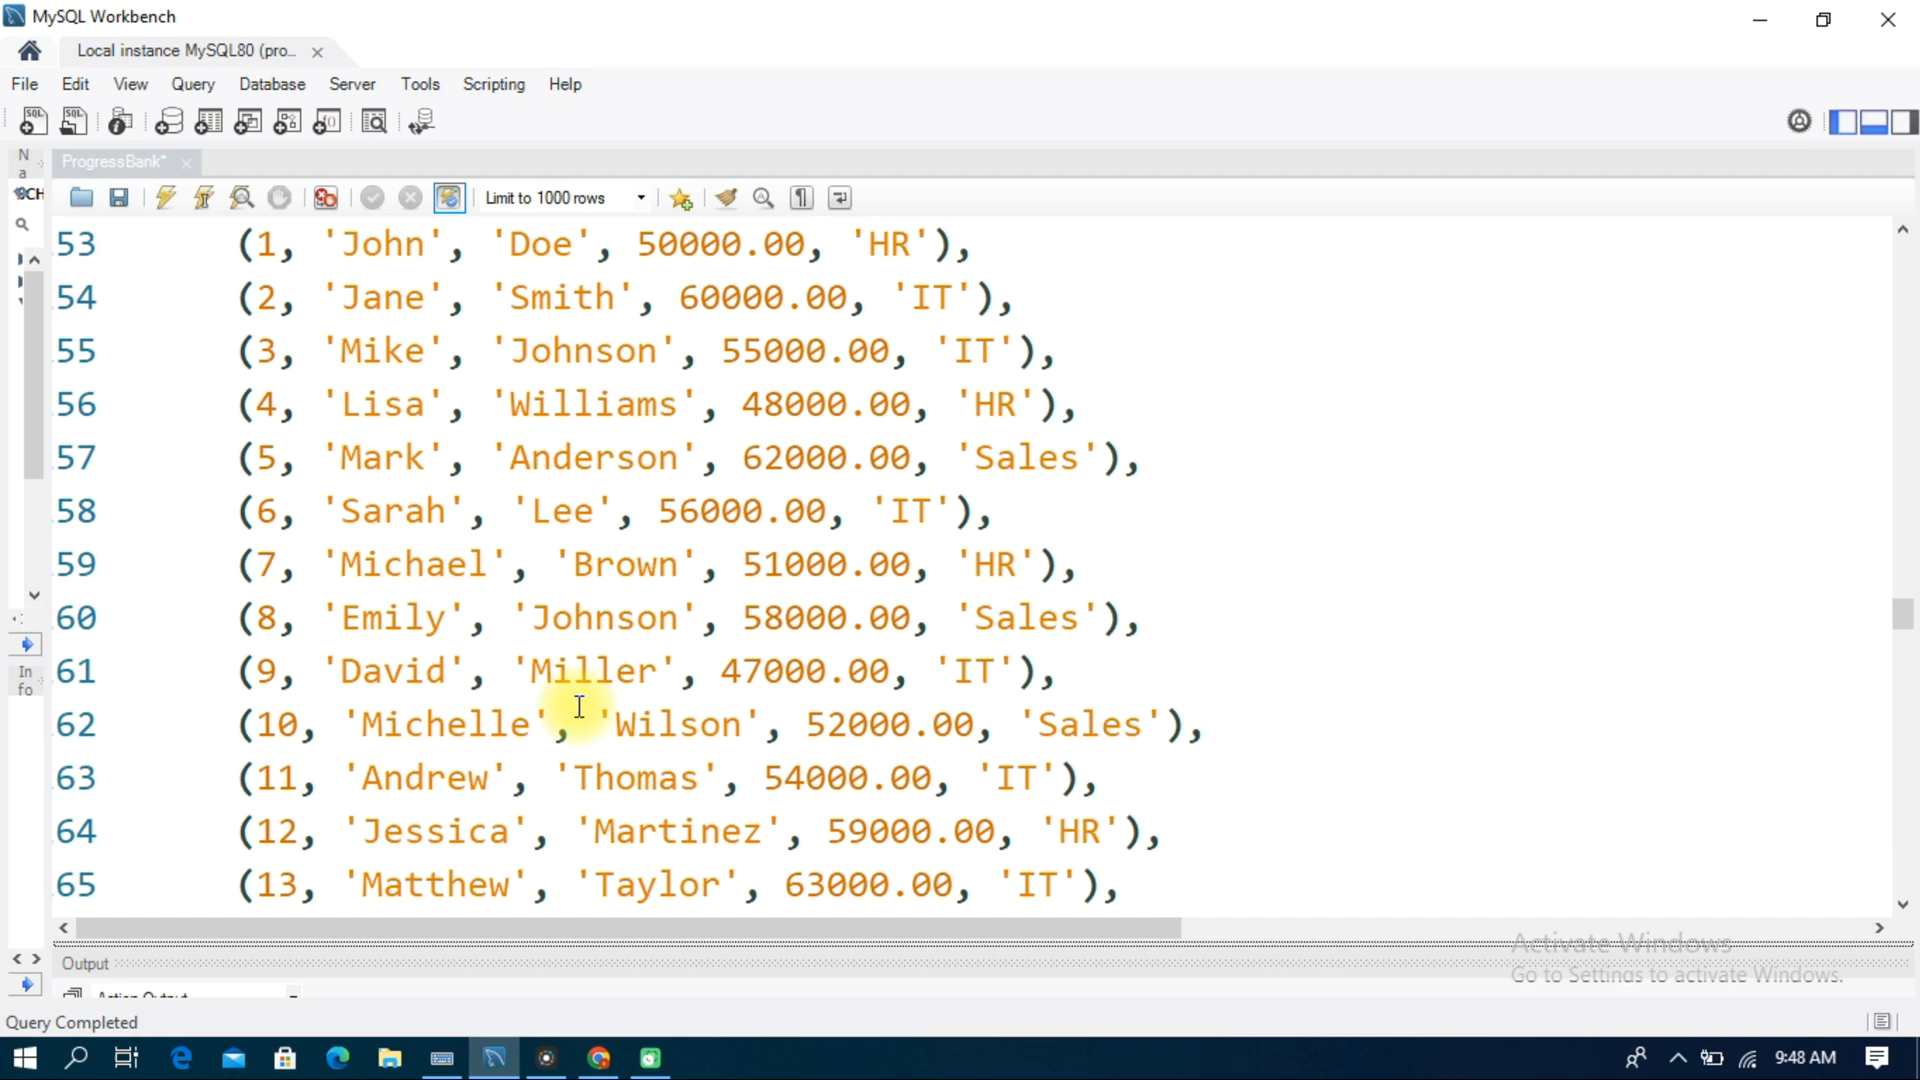 MySQL Workbench
Local instance MySQL80 (pro...
File Edit View Query Database Server Tools Scripting Help
N
a
ProgressBank*
CH
Limit to 1000 rows
53 (1, 'John', 'Doe', 50000.00, 'HR'),
54 (2, 'Jane', 'Smith', 60000.00, 'IT'),
55 (3, 'Mike', 'Johnson', 55000.00, 'IT'),
56 (4, 'Lisa', 'Williams', 48000.00, 'HR'),
57 (5, 'Mark', 'Anderson', 62000.00, 'Sales'),
58 (6, 'Sarah', 'Lee', 56000.00, 'IT'),
59 (7, 'Michael', 'Brown', 51000.00, 'HR'),
60 (8, 'Emily', 'Johnson', 58000.00, 'Sales'),
61 (9, 'David', 'Miller', 47000.00, 'IT'),
62 (10, 'Michelle', 'Wilson', 52000.00, 'Sales'),
63 (11, 'Andrew', 'Thomas', 54000.00, 'IT'),
64 (12, 'Jessica', 'Martinez', 59000.00, 'HR'),
65 (13, 'Matthew', 'Taylor', 63000.00, 'IT'),
In
fo
Output
Action Output
Activate Windows
Go to Settings to activate Windows.
Query Completed
9:48 AM